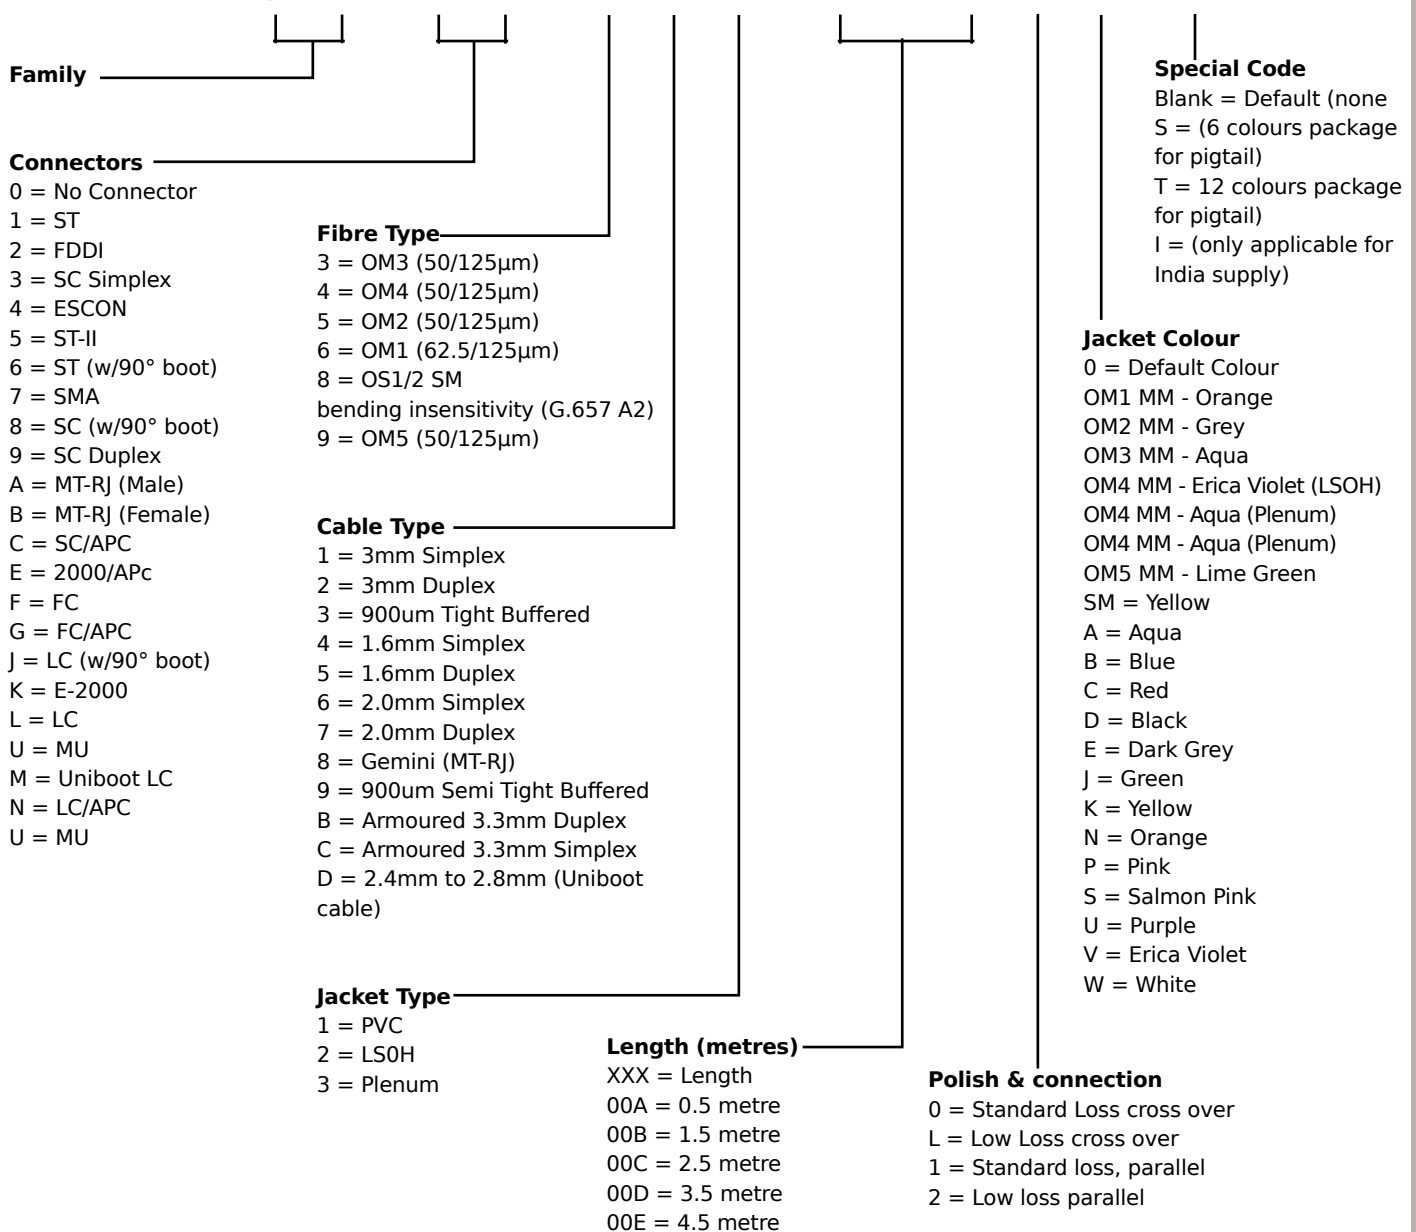 Family
Connectors
0 = No Connector
1 = ST
2 = FDDI
3 = SC Simplex
4 = ESCON
5 = ST-II
6 = ST (w/90° boot)
7 = SMA
8 = SC (w/90° boot)
9 = SC Duplex
A = MT-RJ (Male)
B = MT-RJ (Female)
C = SC/APC
E = 2000/APc
F = FC
G = FC/APC
J = LC (w/90° boot)
K = E-2000
L = LC
U = MU
M = Uniboot LC
N = LC/APC
U = MU
Fibre Type
3 = OM3 (50/125µm)
4 = OM4 (50/125µm)
5 = OM2 (50/125µm)
6 = OM1 (62.5/125µm)
8 = OS1/2 SM
bending insensitivity (G.657 A2)
9 = OM5 (50/125µm)
Cable Type
1 = 3mm Simplex
2 = 3mm Duplex
3 = 900um Tight Buffered
4 = 1.6mm Simplex
5 = 1.6mm Duplex
6 = 2.0mm Simplex
7 = 2.0mm Duplex
8 = Gemini (MT-RJ)
9 = 900um Semi Tight Buffered
B = Armoured 3.3mm Duplex
C = Armoured 3.3mm Simplex
D = 2.4mm to 2.8mm (Uniboot
cable)
Jacket Type
1 = PVC
2 = LS0H
3 = Plenum
Length (metres)
XXX = Length
00A = 0.5 metre
00B = 1.5 metre
00C = 2.5 metre
00D = 3.5 metre
00E = 4.5 metre
Polish & connection
0 = Standard Loss cross over
L = Low Loss cross over
1 = Standard loss, parallel
2 = Low loss parallel
Jacket Colour
0 = Default Colour
OM1 MM - Orange
OM2 MM - Grey
OM3 MM - Aqua
OM4 MM - Erica Violet (LSOH)
OM4 MM - Aqua (Plenum)
OM4 MM - Aqua (Plenum)
OM5 MM - Lime Green
SM = Yellow
A = Aqua
B = Blue
C = Red
D = Black
E = Dark Grey
J = Green
K = Yellow
N = Orange
P = Pink
S = Salmon Pink
U = Purple
V = Erica Violet
W = White
Special Code
Blank = Default (none
S = (6 colours package
for pigtail)
T = 12 colours package
for pigtail)
I = (only applicable for
India supply)